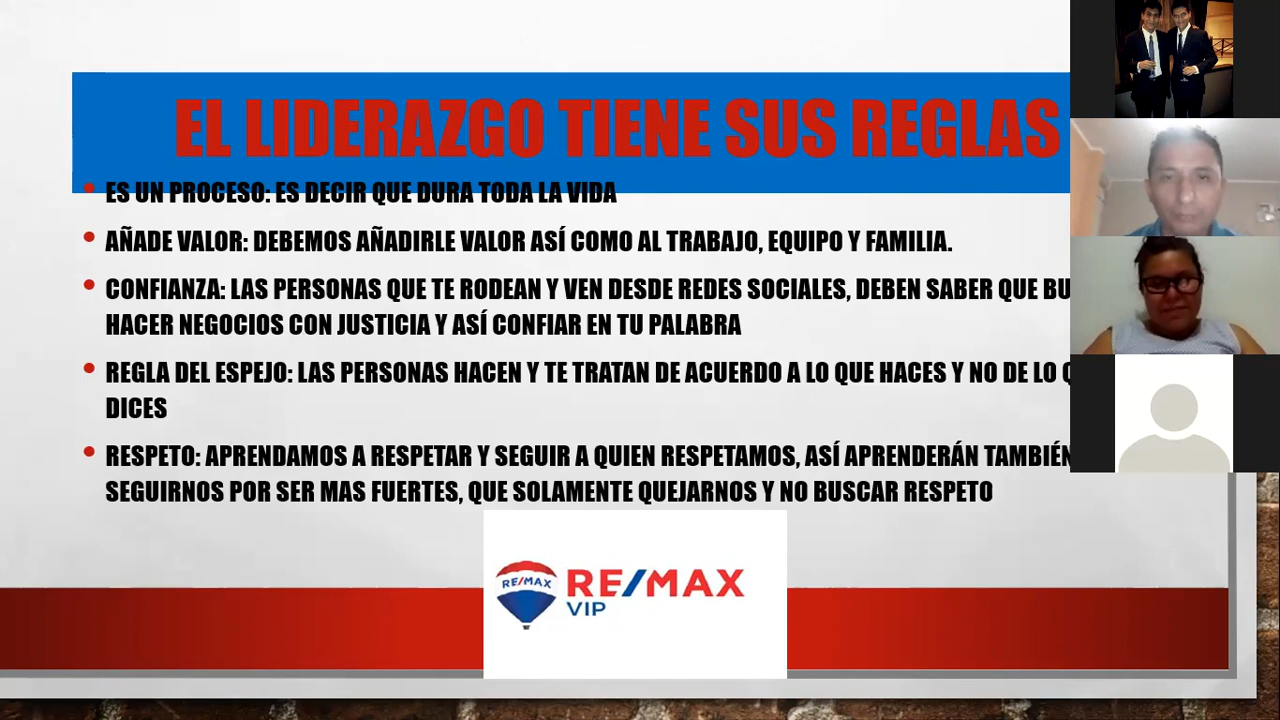 EL LIDERAZGO TIENE SUS REGLAS
ES UN PROCESO: ES DECIR QUE DURA TODA LA VIDA
AÑADE VALOR: DEBEMOS AÑADIRLE VALOR ASÍ COMO AL TRABAJO, EQUIPO Y FAMILIA.
CONFIANZA: LAS PERSONAS QUE TE RODEAN Y VEN DESDE REDES SOCIALES, DEBEN SABER QUE
HACER NEGOCIOS CON JUSTICIA Y ASÍ CONFIAR EN TU PALABRA
REGLA DEL ESPEJO: LAS PERSONAS HACEN Y TE TRATAN DE ACUERDO A LO QUE HACES Y NO DE LO
DICES
RESPETO: APRENDAMOS A RESPETAR Y SEGUIR A QUIEN RESPETAMOS, ASÍ APRENDERÁN TAMBIÉN
SEGUIRNOS POR SER MAS FUERTES, QUE SOLAMENTE QUEJARNOS Y NO BUSCAR RESPETO
RE/MAX
RE/MAX
VIP